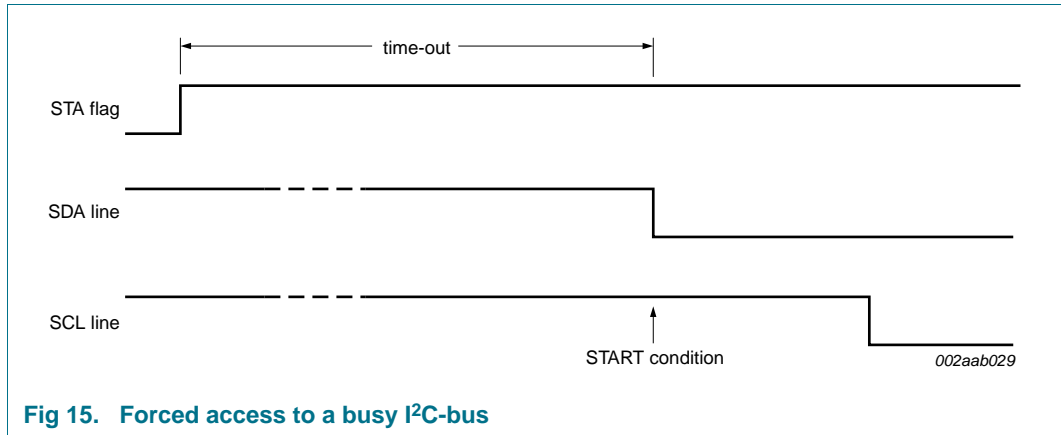 time-out
STA flag
SDA line
SCL line
START condition
002aab029
Fig 15. Forced access to a busy I²C-bus